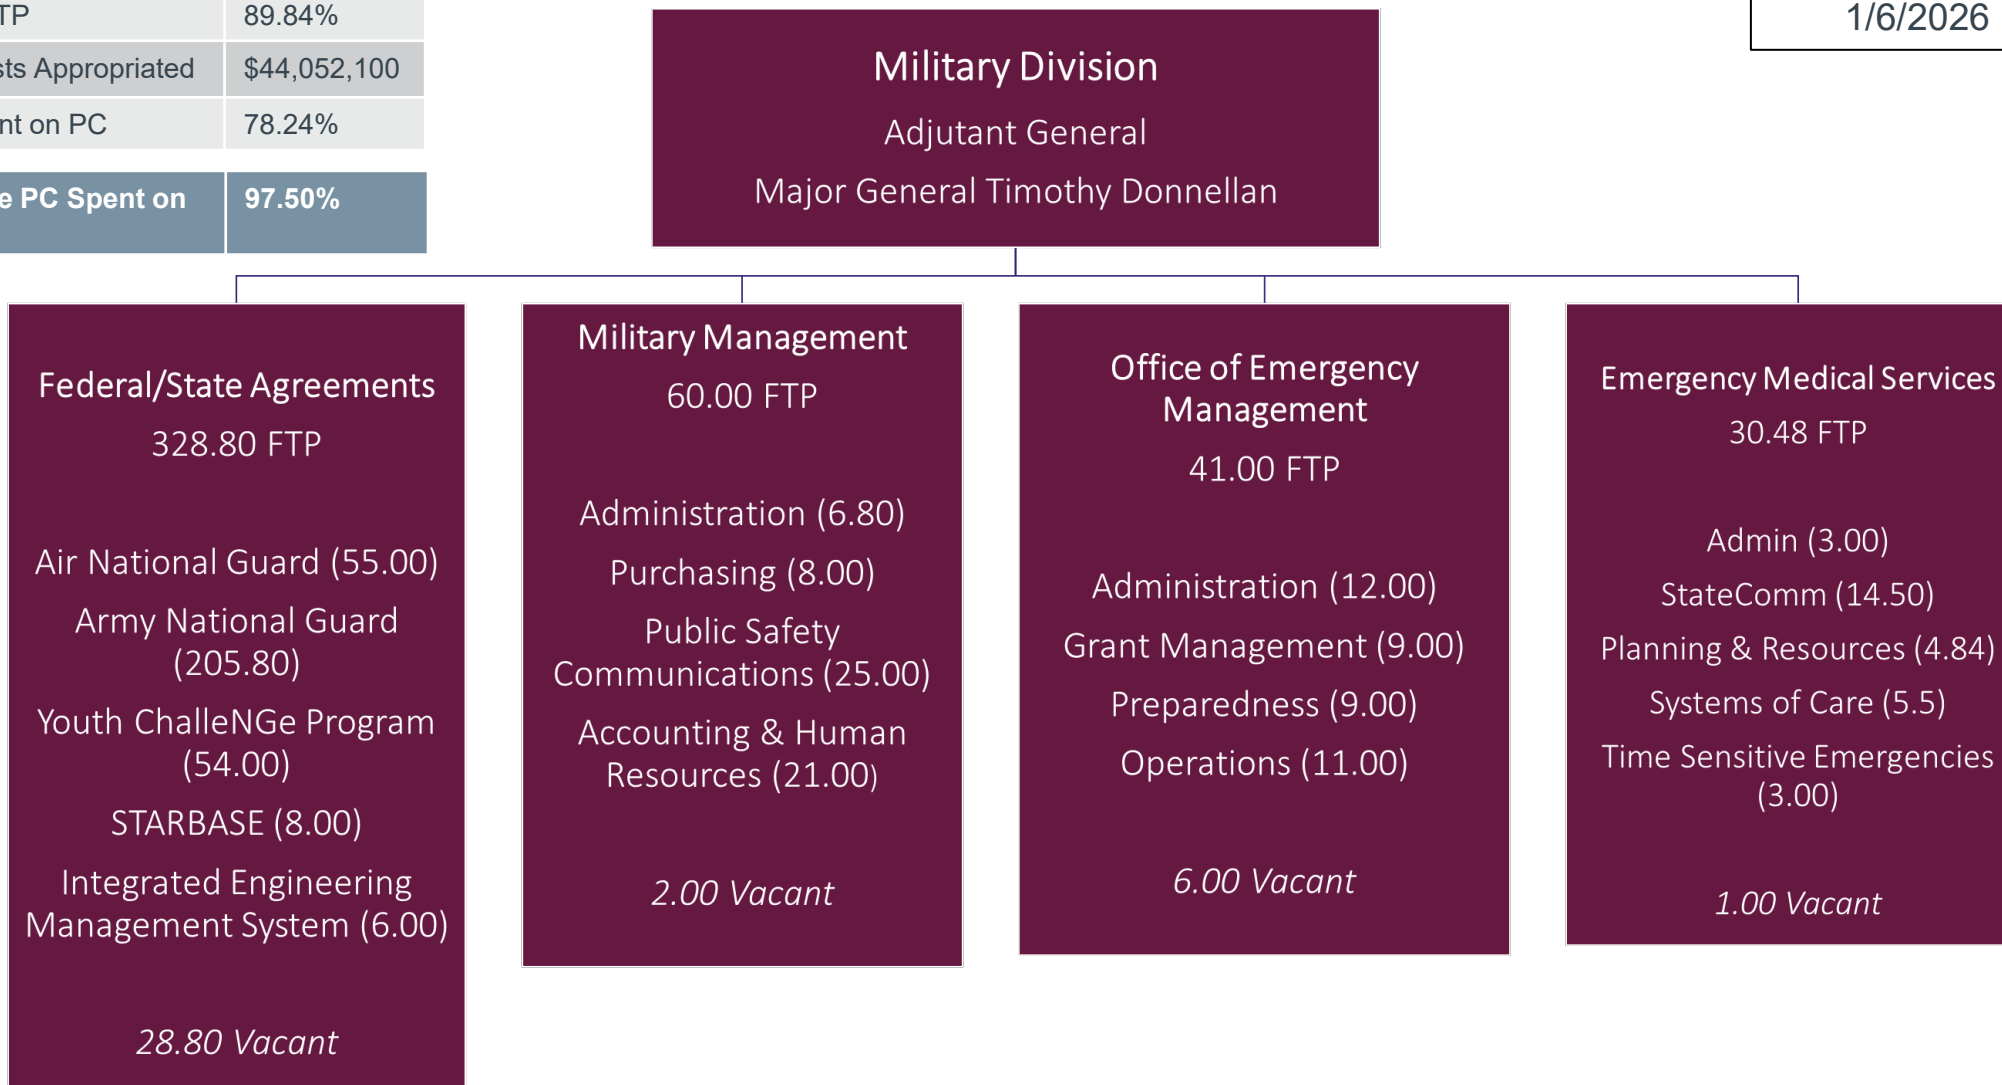 TP 89.84%
sts Appropriated $44,052,100
nt on PC 78.24%
e PC Spent on 97.50%
1/6/2026
Military Division
Adjutant General
Major General Timothy Donnellan
Federal/State Agreements
328.80 FTP
Air National Guard (55.00)
Army National Guard
(205.80)
Youth ChalleNGe Program
(54.00)
STARBASE (8.00)
Integrated Engineering
Management System (6.00)
28.80 Vacant
Military Management
60.00 FTP
Administration (6.80)
Purchasing (8.00)
Public Safety
Communications (25.00)
Accounting & Human
Resources (21.00)
2.00 Vacant
Office of Emergency
Management
41.00 FTP
Administration (12.00)
Grant Management (9.00)
Preparedness (9.00)
Operations (11.00)
6.00 Vacant
Emergency Medical Services
30.48 FTP
Admin (3.00)
StateComm (14.50)
Planning & Resources (4.84)
Systems of Care (5.5)
Time Sensitive Emergencies
(3.00)
1.00 Vacant